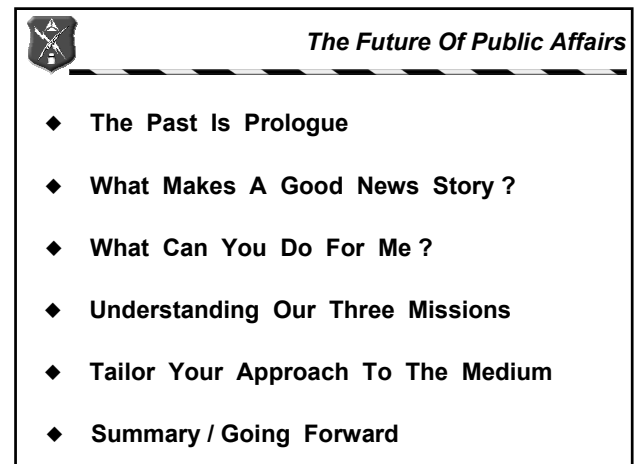 The Future Of Public Affairs
◆ The Past Is Prologue
◆ What Makes A Good News Story ?
◆ What Can You Do For Me ?
◆ Understanding Our Three Missions
◆ Tailor Your Approach To The Medium
◆ Summary / Going Forward